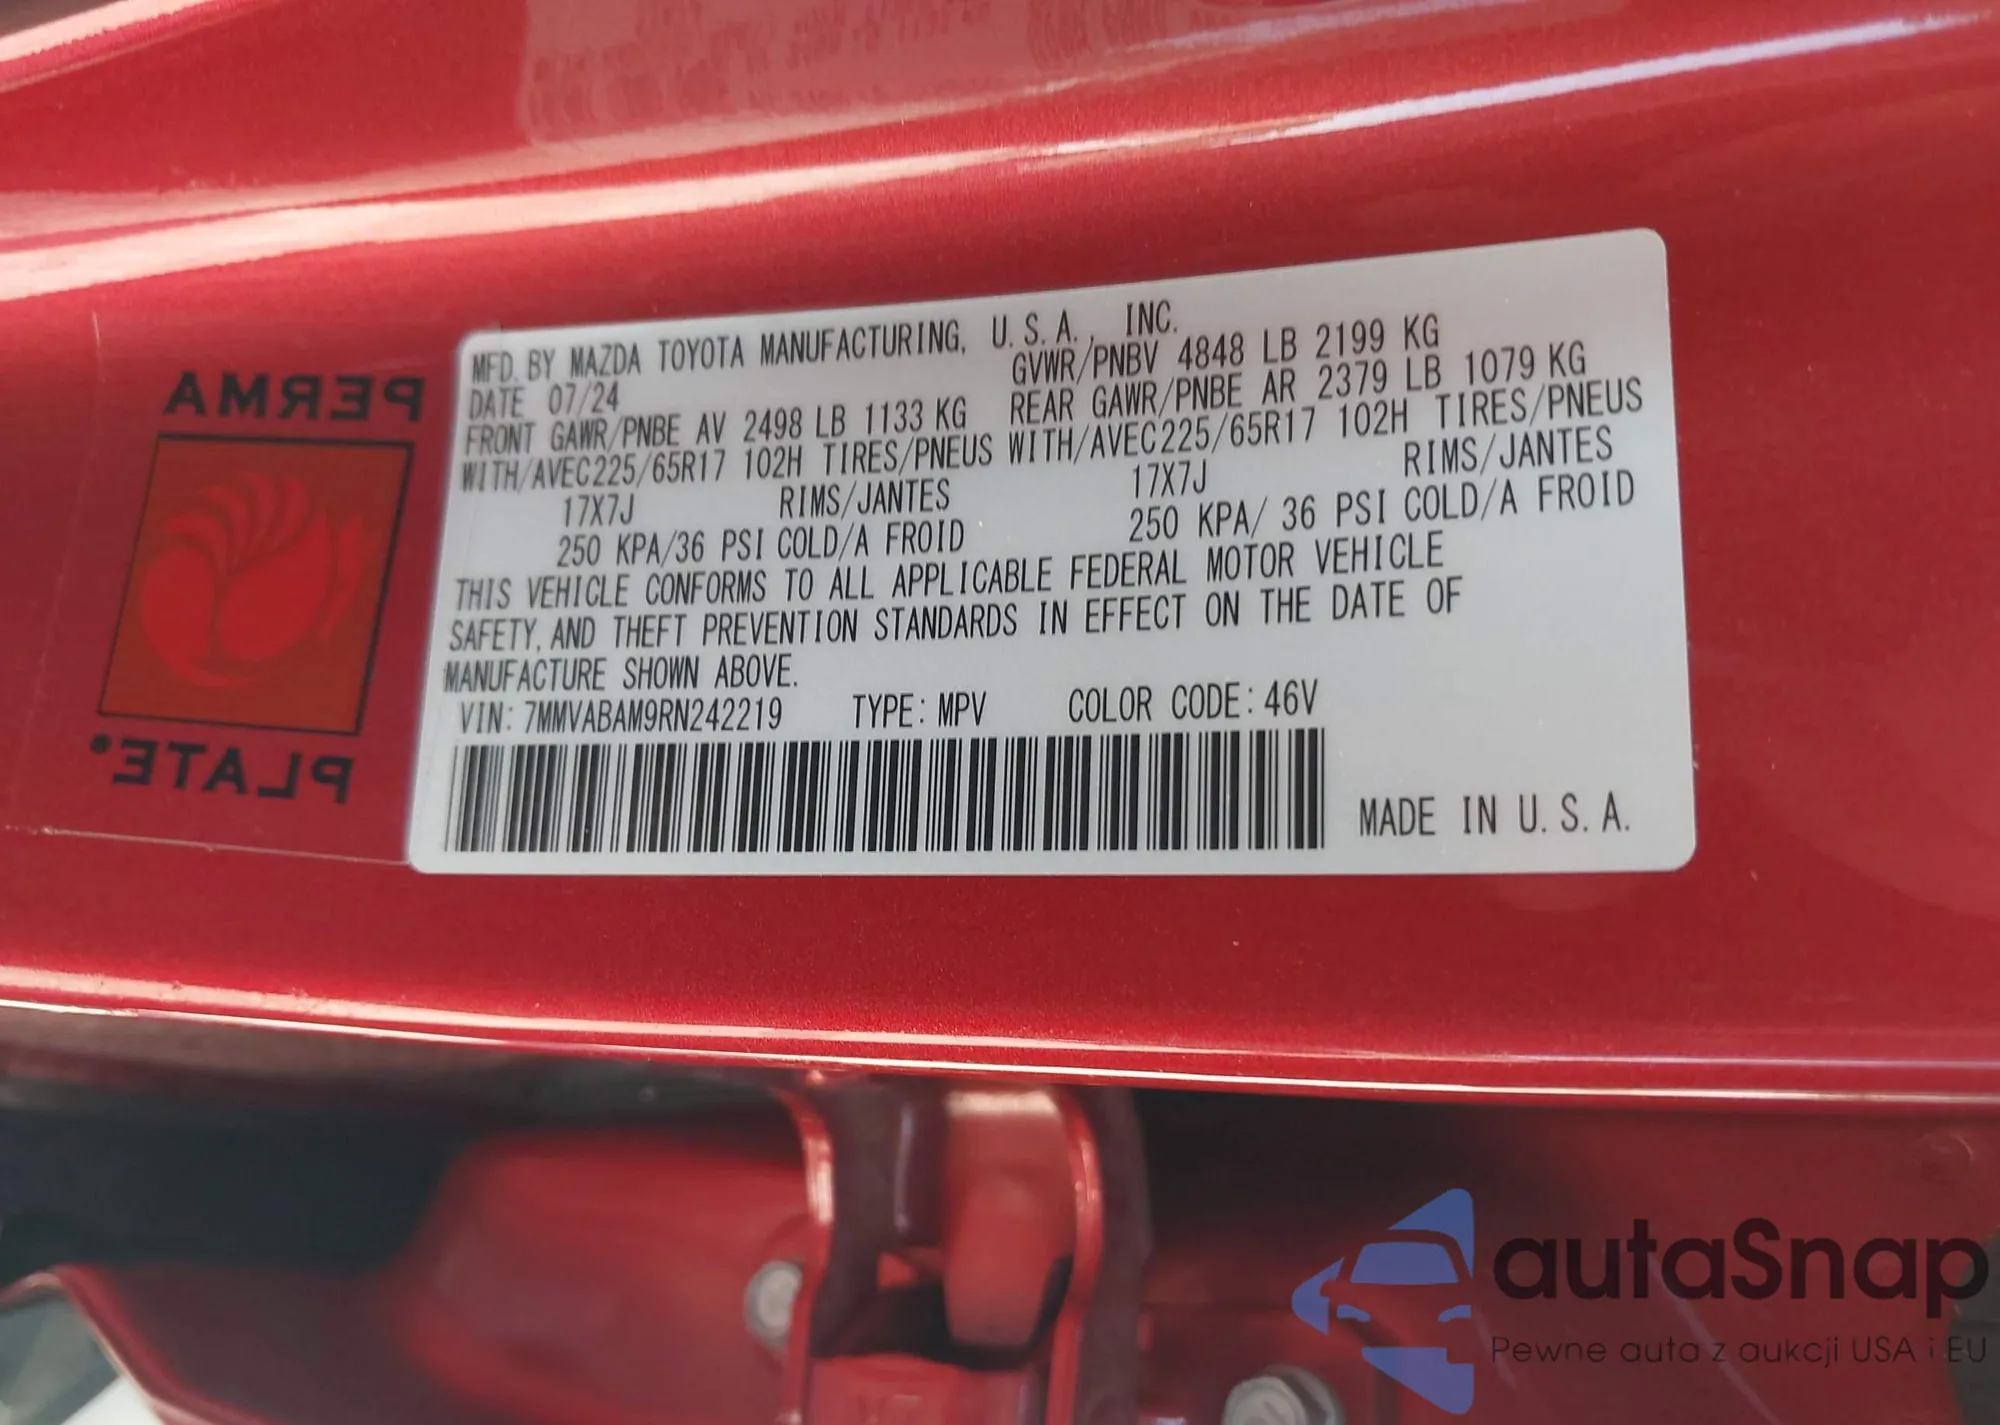 MFD. BY MAZDA TOYOTA MANUFACTURING, U.S.A., INC.
DATE 07/24 GVWR/PNBV 4848 LB 2199 KG
FRONT GAWR/PNBE AV 2498 LB 1133 KG REAR GAWR/PNBE AR 2379 LB 1079 KG
WITH/AVEC225/65R17 102H TIRES/PNEUS WITH/AVEC225/65R17 102H TIRES/PNEUS
17X7J RIMS/JANTES 17X7J RIMS/JANTES
250 KPA/36 PSI COLD/A FROID 250 KPA/ 36 PSI COLD/A FROID
THIS VEHICLE CONFORMS TO ALL APPLICABLE FEDERAL MOTOR VEHICLE
SAFETY, AND THEFT PREVENTION STANDARDS IN EFFECT ON THE DATE OF
MANUFACTURE SHOWN ABOVE.
VIN: 7MMVABAM9RN242219 TYPE: MPV COLOR CODE: 46V
MADE IN U.S.A.
PERMA
PLATE®
autaSnap
Pewne auta z aukcji USA i EU